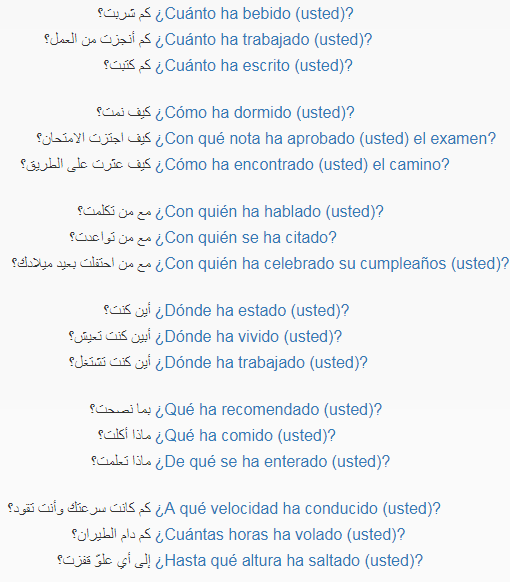 كم شربت؟ ¿Cuánto ha bebido (usted)?
كم أنجزت من العمل؟ ¿Cuánto ha trabajado (usted)?
كم كتبت؟ ¿Cuánto ha escrito (usted)?
كيف نمت؟ ¿Cómo ha dormido (usted)?
كيف اجتزت الامتحان؟ ¿Con qué nota ha aprobado (usted) el examen?
كيف عثرت على الطريق؟ ¿Cómo ha encontrado (usted) el camino?
مع من تكلمت؟ ¿Con quién ha hablado (usted)?
مع من تواعدت؟ ¿Con quién se ha citado?
مع من احتفلت بعيد ميلادك؟ ¿Con quién ha celebrado su cumpleaños (usted)?
أين كنت؟ ¿Dónde ha estado (usted)?
أبين كنت تعيش؟ ¿Dónde ha vivido (usted)?
أين كنت تشتغل؟ ¿Dónde ha trabajado (usted)?
بما نصحت؟ ¿Qué ha recomendado (usted)?
ماذا أكلت؟ ¿Qué ha comido (usted)?
ماذا تعلمت؟ ¿De qué se ha enterado (usted)?
كم كانت سرعتك وأنت تقود؟ ¿A qué velocidad ha conducido (usted)?
كم دام الطيران؟ ¿Cuántas horas ha volado (usted)?
إلى أي علوّ قفزت؟ ¿Hasta qué altura ha saltado (usted)?